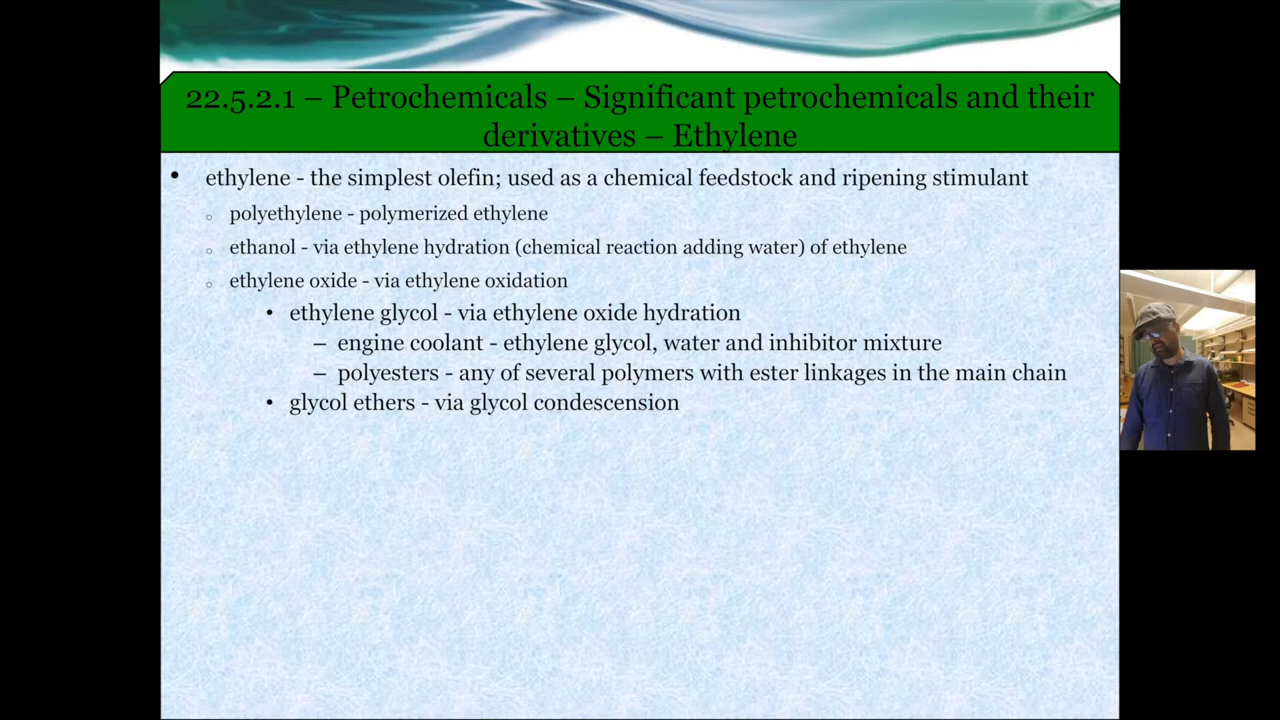 22.5.2.1 – Petrochemicals – Significant petrochemicals and their
derivatives – Ethylene
• ethylene - the simplest olefin; used as a chemical feedstock and ripening stimulant
○ polyethylene - polymerized ethylene
○ ethanol - via ethylene hydration (chemical reaction adding water) of ethylene
○ ethylene oxide - via ethylene oxidation
• ethylene glycol - via ethylene oxide hydration
– engine coolant - ethylene glycol, water and inhibitor mixture
– polyesters - any of several polymers with ester linkages in the main chain
• glycol ethers - via glycol condescension